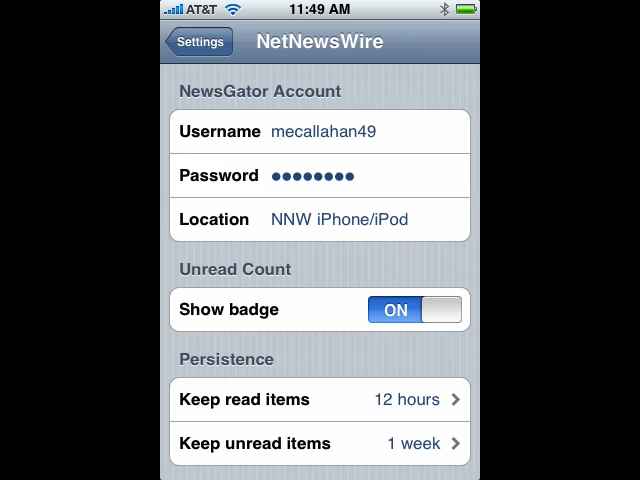 AT&T 11:49 AM
Settings NetNewsWire
NewsGator Account
Username mecallahan49
Password ●●●●●●●●
Location NNW iPhone/iPod
Unread Count
Show badge ON
Persistence
Keep read items 12 hours
Keep unread items 1 week